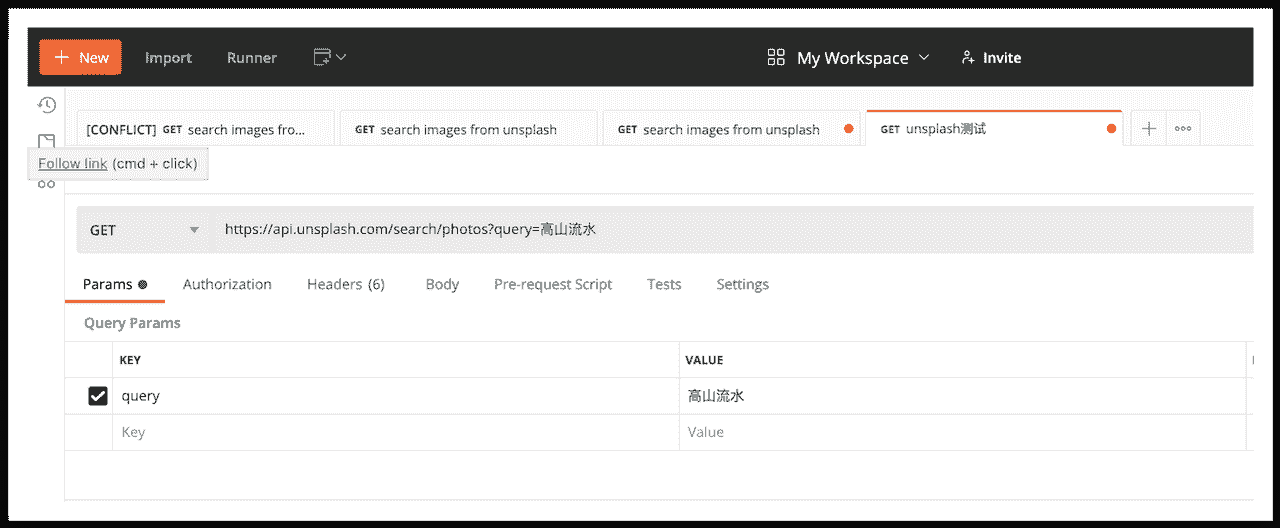 New Import Runner My Workspace Invite
[CONFLICT] GET search images fro... GET search images from unsplash GET search images from unsplash GET unsplash测试
Follow link (cmd + click)
GET https://api.unsplash.com/search/photos?query=高山流水
Params Authorization Headers (6) Body Pre-request Script Tests Settings
Query Params
KEY VALUE
query 高山流水
Key Value